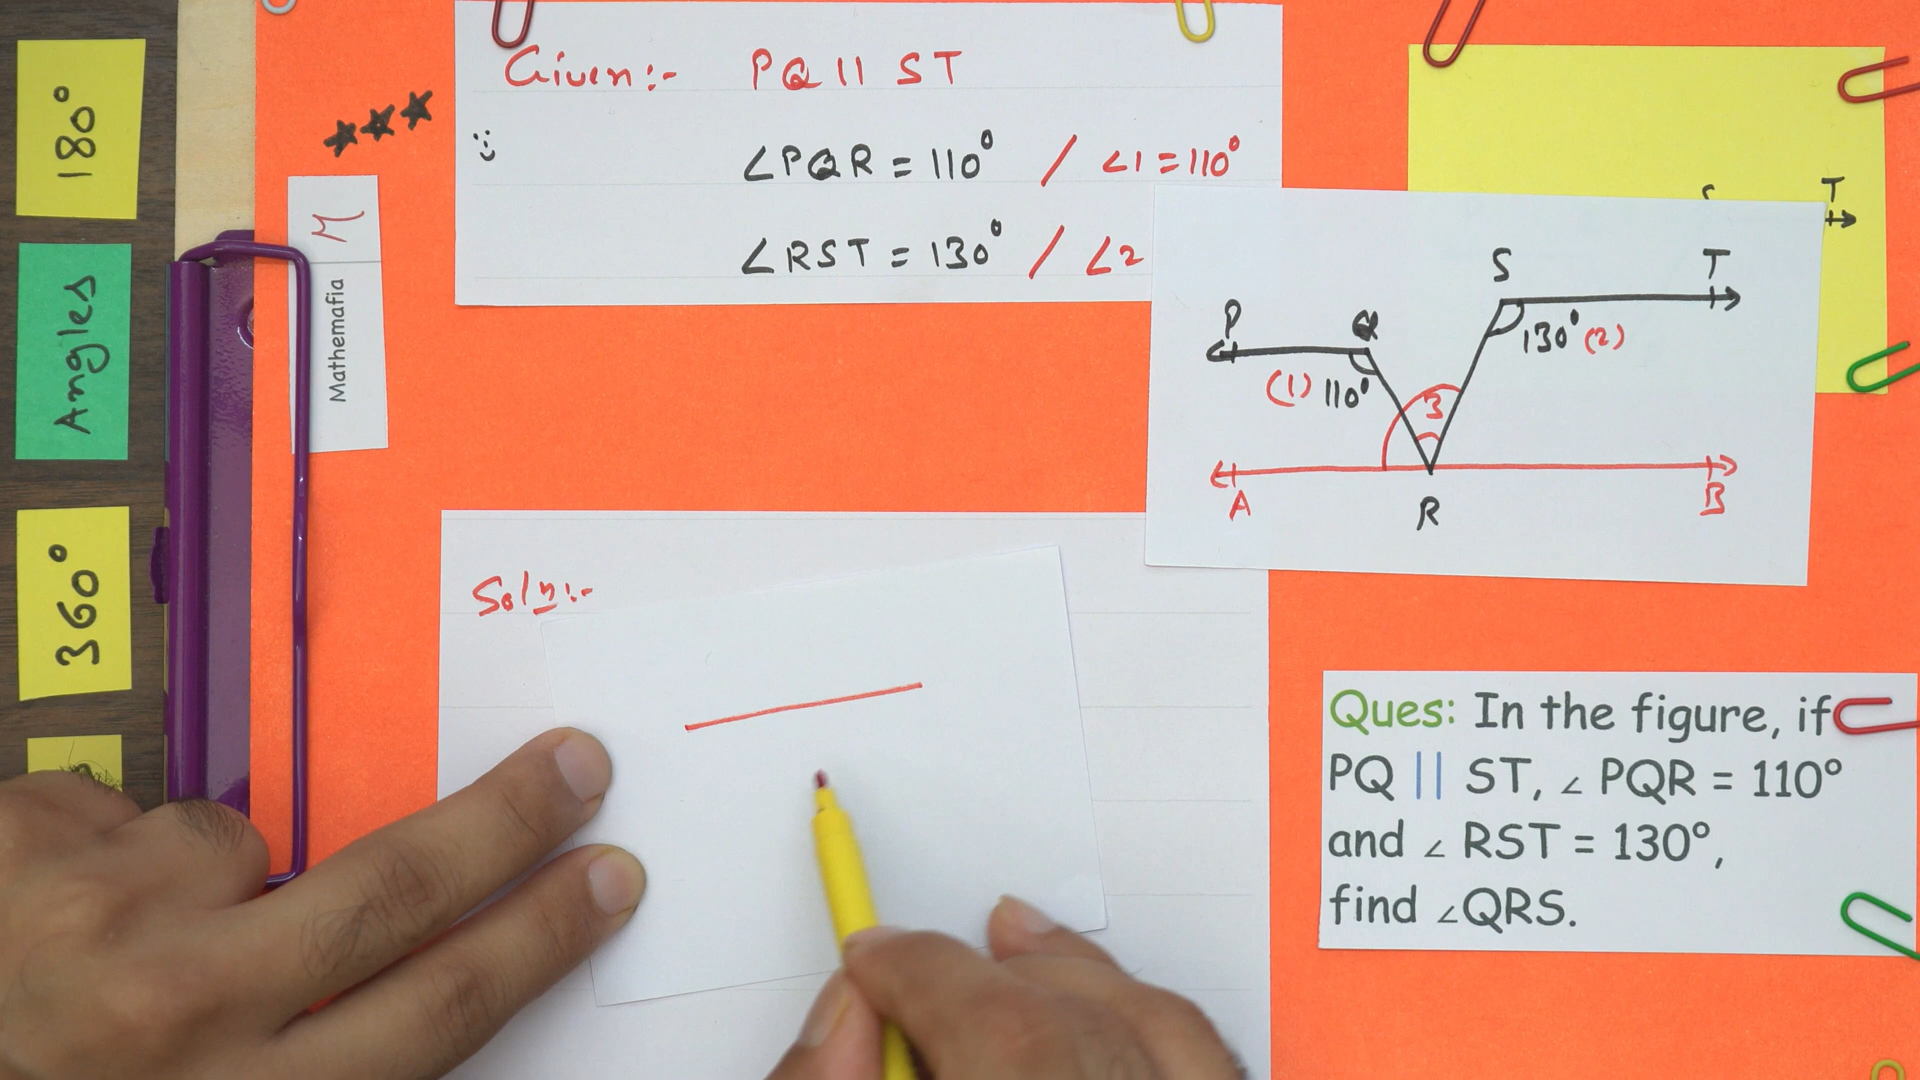 180°
Angles
360°
M
Mathemafia
Given:- PQ || ST
∠PQR = 110° / ∠1 = 110°
∠RST = 130° / ∠2
T
S T
P Q
130° (2)
(1) 110°
3
A R B
Soln:-
Ques: In the figure, if
PQ || ST, ∠ PQR = 110°
and ∠ RST = 130°,
find ∠QRS.